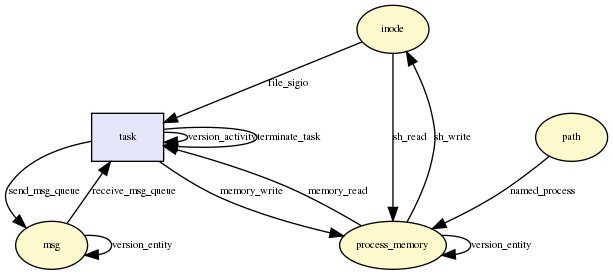 inode
file_sigio
task
version_activity
terminate_task
sh_read
sh_write
path
send_msg_queue
receive_msg_queue
memory_write
memory_read
named_process
msg
version_entity
process_memory
version_entity